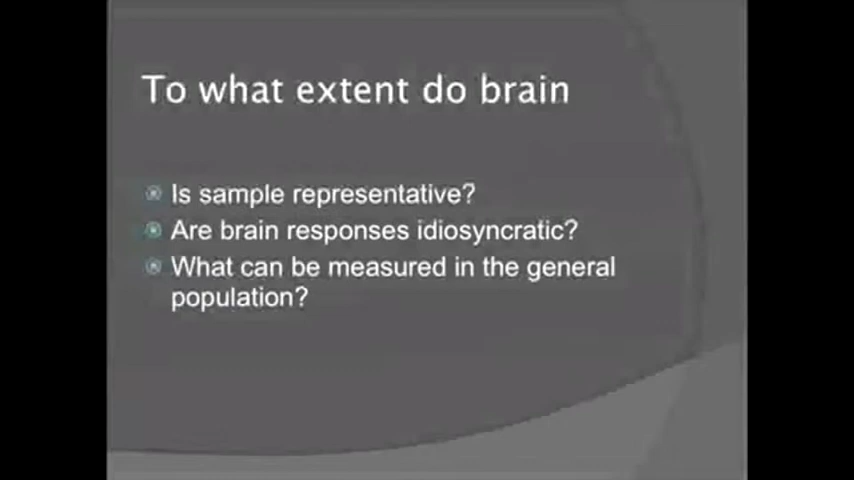 To what extent do brain
Is sample representative?
Are brain responses idiosyncratic?
What can be measured in the general
population?